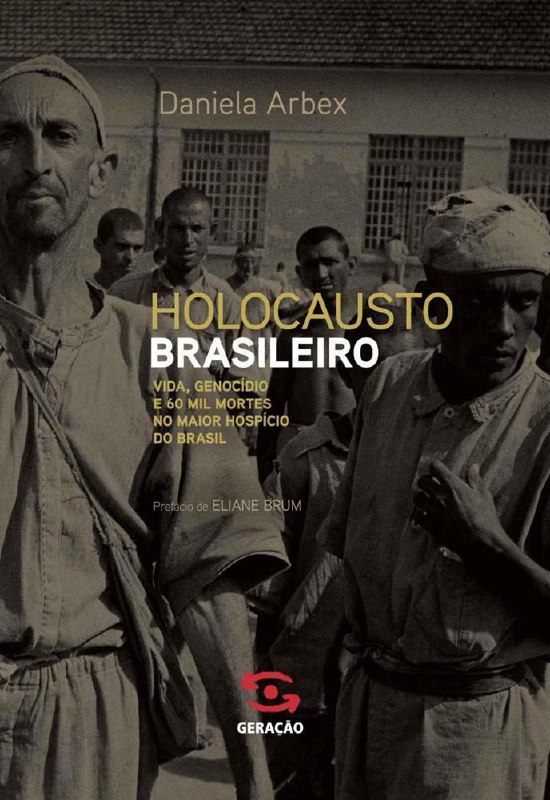 Daniela Arbex
HOLOCAUSTO
BRASILEIRO
VIDA, GENOCÍDIO
E 60 MIL MORTES
NO MAIOR HOSPÍCIO
DO BRASIL
Prefácio de ELIANE BRUM
GERAÇÃO